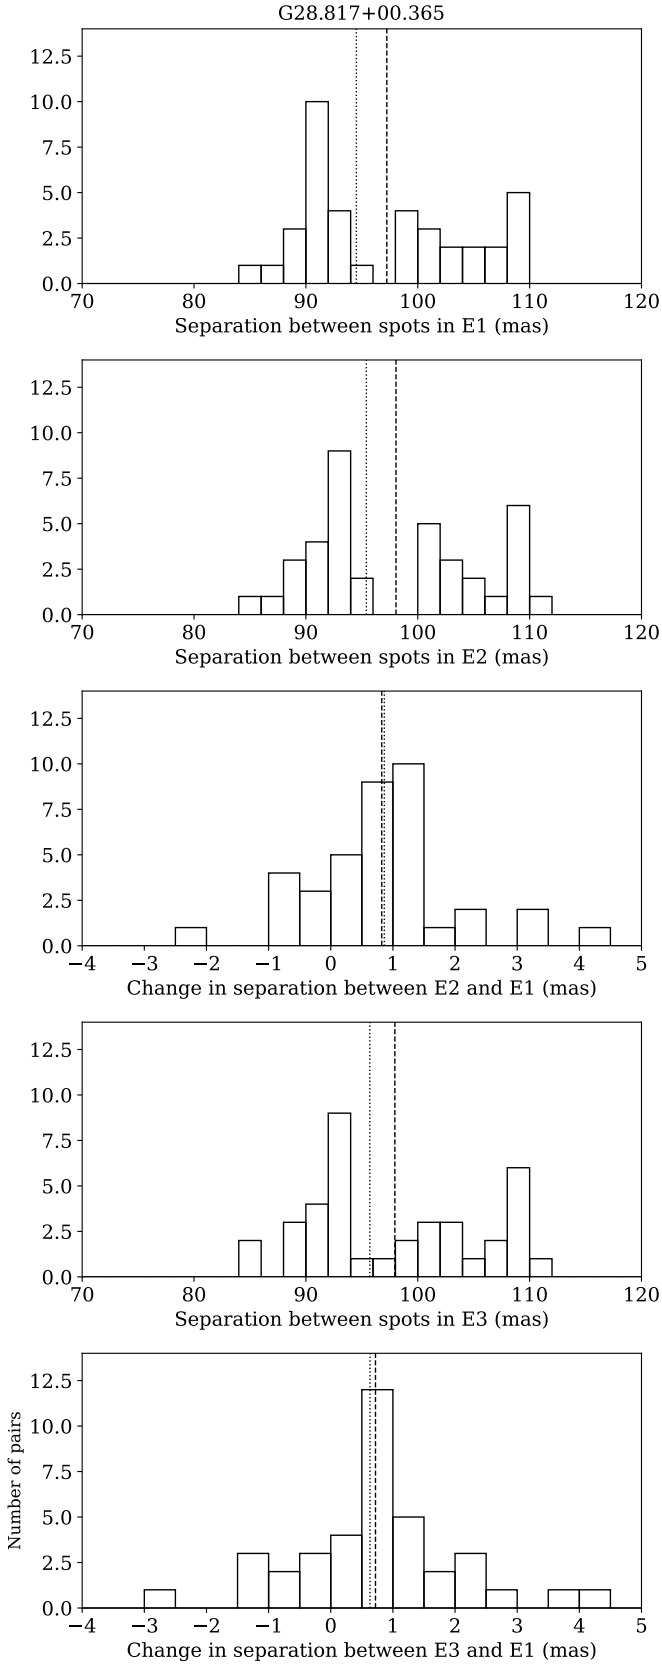 G28.817+00.365
12.5
10.0
7.5
5.0
2.5
0.0
70 80 90 100 110 120
Separation between spots in E1 (mas)
12.5
10.0
7.5
5.0
2.5
0.0
70 80 90 100 110 120
Separation between spots in E2 (mas)
12.5
10.0
7.5
5.0
2.5
0.0
−4 −3 −2 −1 0 1 2 3 4 5
Change in separation between E2 and E1 (mas)
12.5
10.0
7.5
5.0
2.5
0.0
70 80 90 100 110 120
Separation between spots in E3 (mas)
Number of pairs
12.5
10.0
7.5
5.0
2.5
0.0
−4 −3 −2 −1 0 1 2 3 4 5
Change in separation between E3 and E1 (mas)